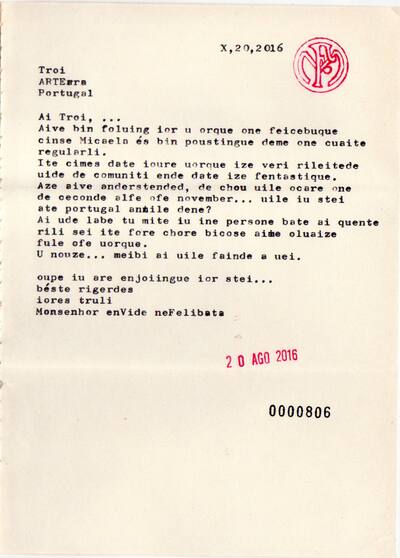 X,20,2016
Troi
ARTErra
Portugal
Ai Troi, ...
Aive bin foluing ior u orque one feicebuque
cinse Micaela és bin poustingue deme one cuaite
regularli.
Ite cimes date ioure uorque ize veri rileitede
uide de comuniti ende date ize fentastique.
Aze aive anderstended, de chou uile ocare one
de ceconde alfe ofe november... uile iu stei
ate portugal antile dene?
Ai ude labe tu mite iu ine persone bate ai quente
rili sei ite fore chore bicose aime oluaize
fule ofe uorque.
U nouze... meibi ai uile fainde a uei.
oupe iu are enjoiingue ior stei...
béste rigerdes
iores truli
Monsenhor enVide neFelibata
20 AGO 2016
0000806